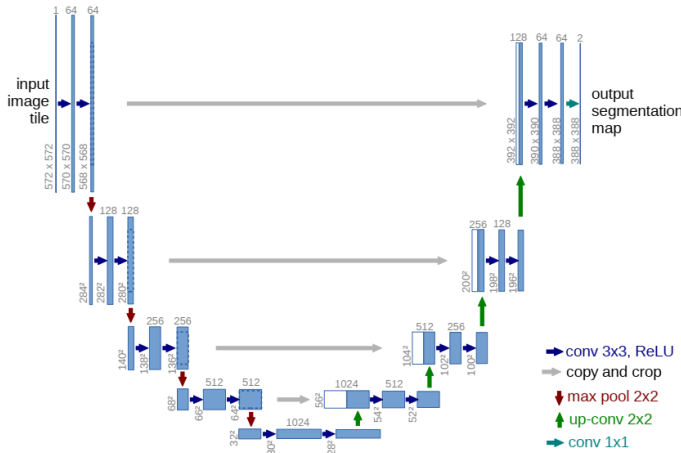 1 64 64
128 64 64 2
input
image
tile
output
segmentation
map
572 x 572
570 x 570
568 x 568
392 x 392
390 x 390
388 x 388
388 x 388
128 128
256 128
284²
282²
280²
200²
198²
196²
256 256
512 256
140²
138²
136²
104²
102²
100²
conv 3x3, ReLU
copy and crop
max pool 2x2
up-conv 2x2
conv 1x1
512 512
1024 512
68²
66²
64²
56²
54²
52²
1024
32²
30²
28²